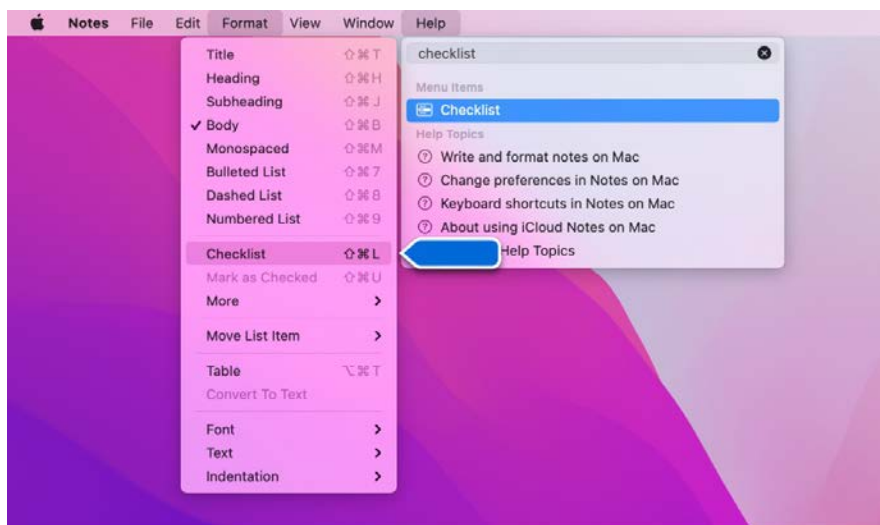 Notes File Edit Format View Window Help
Title ⇧⌘T
Heading ⇧⌘H
Subheading ⇧⌘J
✓ Body ⇧⌘B
Monospaced ⇧⌘M
Bulleted List ⇧⌘7
Dashed List ⇧⌘8
Numbered List ⇧⌘9
Checklist ⇧⌘L
Mark as Checked ⇧⌘U
More
Move List Item
Table ⌥⌘T
Convert To Text
Font
Text
Indentation
checklist
Menu Items
Checklist
Help Topics
Write and format notes on Mac
Change preferences in Notes on Mac
Keyboard shortcuts in Notes on Mac
About using iCloud Notes on Mac
Help Topics